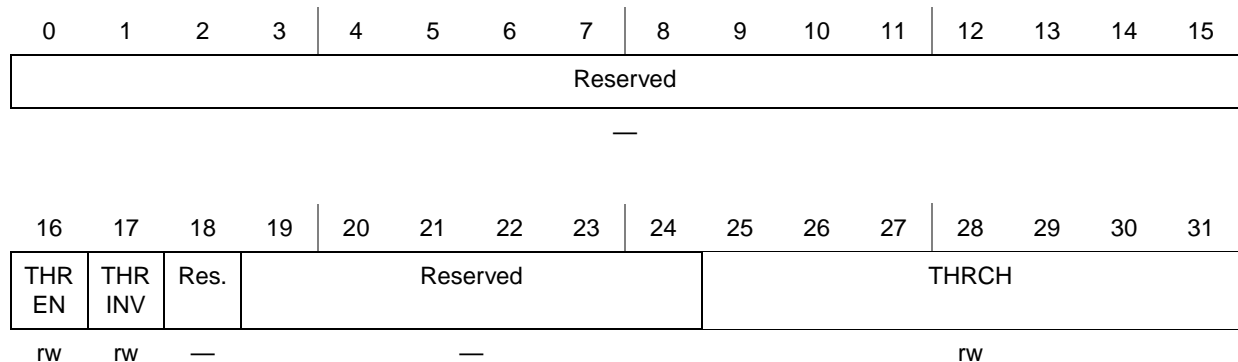 0 1 2 3 4 5 6 7 8 9 10 11 12 13 14 15
Reserved
—
16 17 18 19 20 21 22 23 24 25 26 27 28 29 30 31
THR THR Res. Reserved THRCH
EN INV
rw rw — — rw